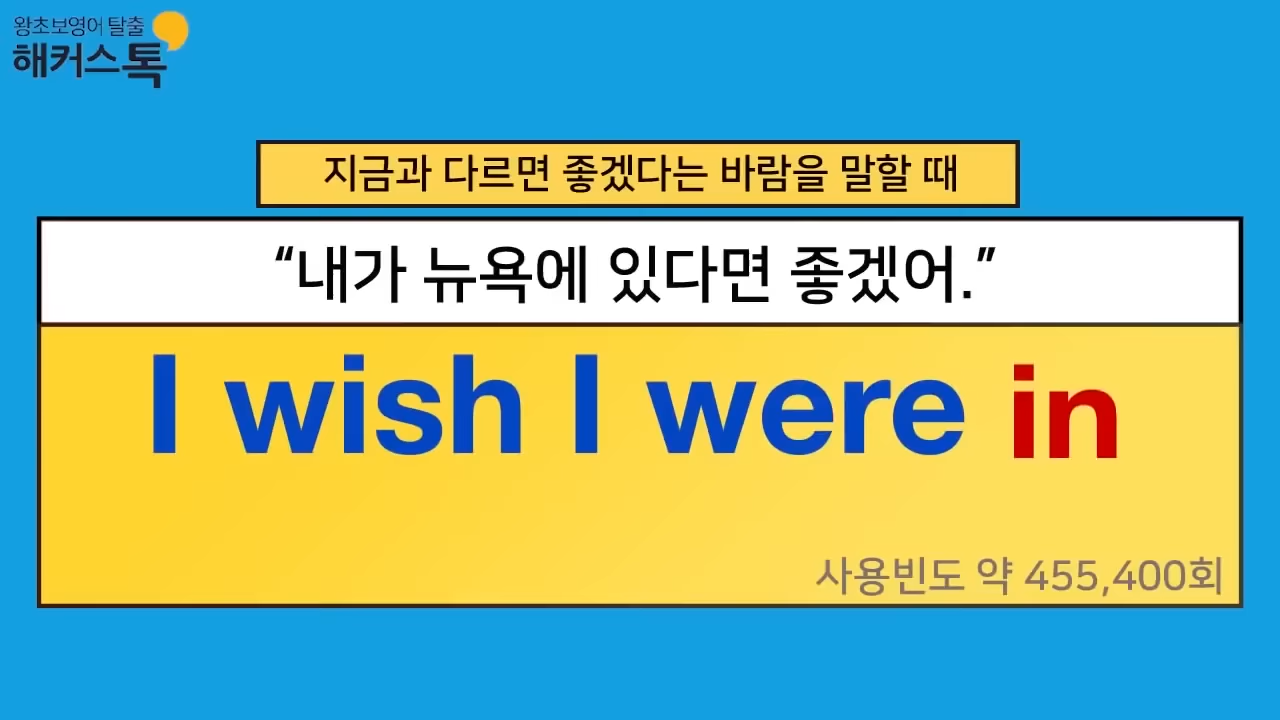 왕초보영어 탈출
해커스톡
지금과 다르면 좋겠다는 바람을 말할 때
“내가 뉴욕에 있다면 좋겠어.”
I wish I were in
사용빈도 약 455,400회